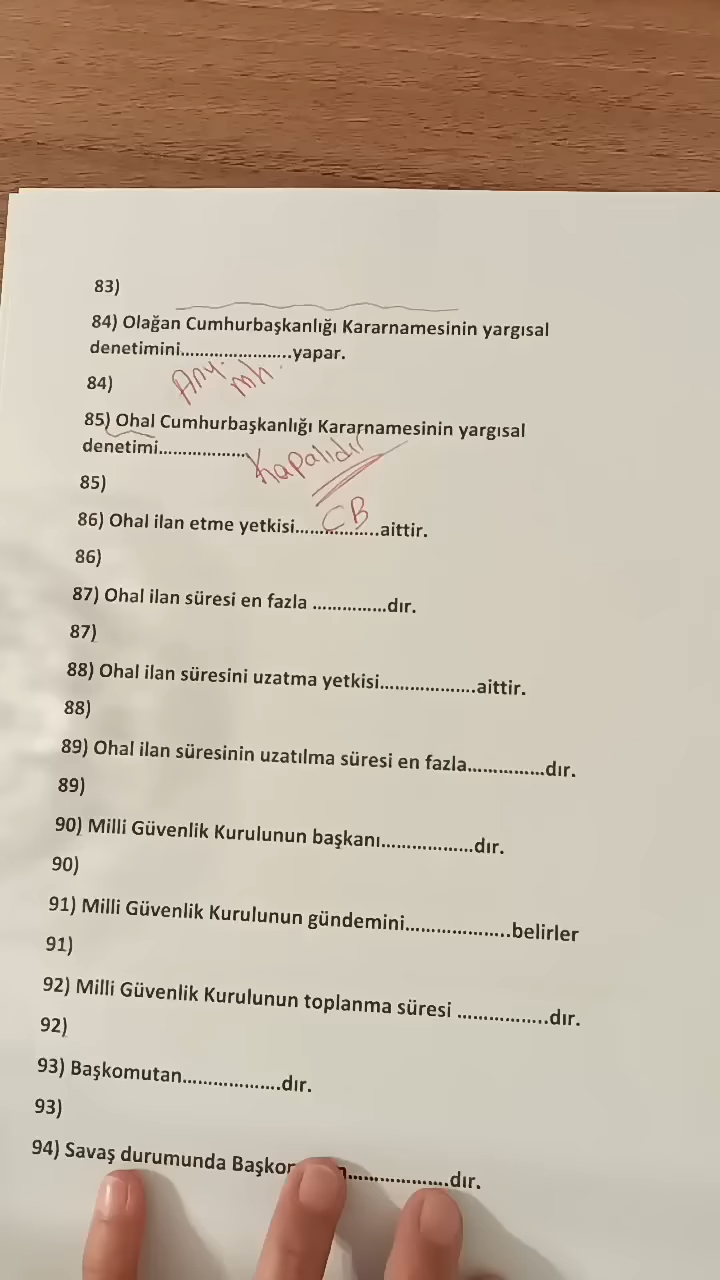 83)
84) Olağan Cumhurbaşkanlığı Kararnamesinin yargısal
denetimini.......................yapar.
Any. mh.
84)
85) Ohal Cumhurbaşkanlığı Kararnamesinin yargısal
denetimi..................
Kapalıdır
85)
CB
86) Ohal ilan etme yetkisi.................aittir.
86)
87) Ohal ilan süresi en fazla ...............dır.
87)
88) Ohal ilan süresini uzatma yetkisi...................aittir.
88)
89) Ohal ilan süresinin uzatılma süresi en fazla...............dır.
89)
90) Milli Güvenlik Kurulunun başkanı..................dır.
90)
91) Milli Güvenlik Kurulunun gündemini...................belirler
91)
92) Milli Güvenlik Kurulunun toplanma süresi .................dır.
92)
93) Başkomutan..................dır.
93)
94) Savaş durumunda ...................dır.